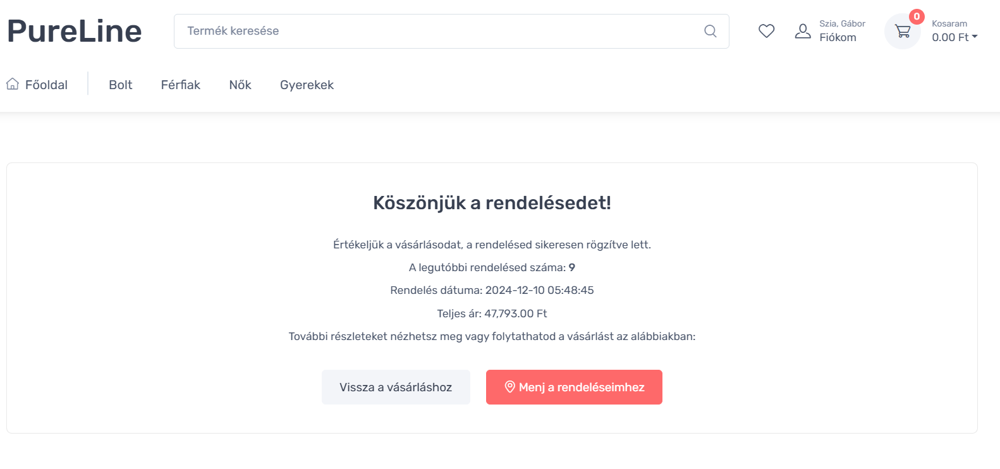 PureLine
Termék keresése
Szia, Gábor
Fiókom
0
Kosaram
0.00 Ft
Főoldal
Bolt
Férfiak
Nők
Gyerekek
Köszönjük a rendelésedet!
Értékeljük a vásárlásodat, a rendelésed sikeresen rögzítve lett.
A legutóbbi rendelésed száma: 9
Rendelés dátuma: 2024-12-10 05:48:45
Teljes ár: 47,793.00 Ft
További részleteket nézhetsz meg vagy folytathatod a vásárlást az alábbiakban:
Vissza a vásárláshoz
Menj a rendeléseimhez